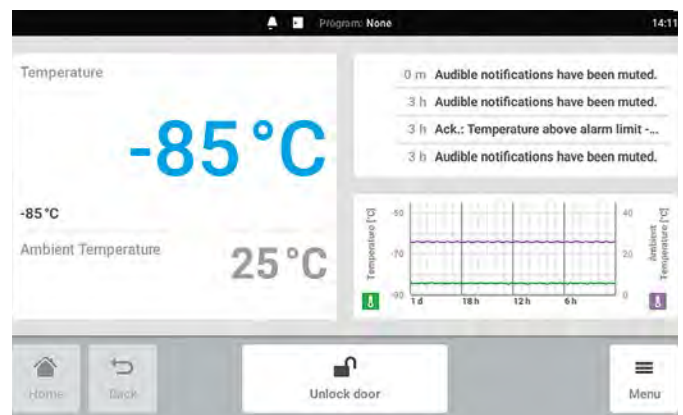 Program: None
14:11
Temperature
-85°C
-85°C
Ambient Temperature
25°C
0 m Audible notifications have been muted.
3 h Audible notifications have been muted.
3 h Ack.: Temperature above alarm limit -...
3 h Audible notifications have been muted.
Temperature [°C]
-50
-70
-90
1 d
18 h
12 h
6 h
40
20
0
Ambient
Temperature [°C]
Home
Back
Unlock door
Menu